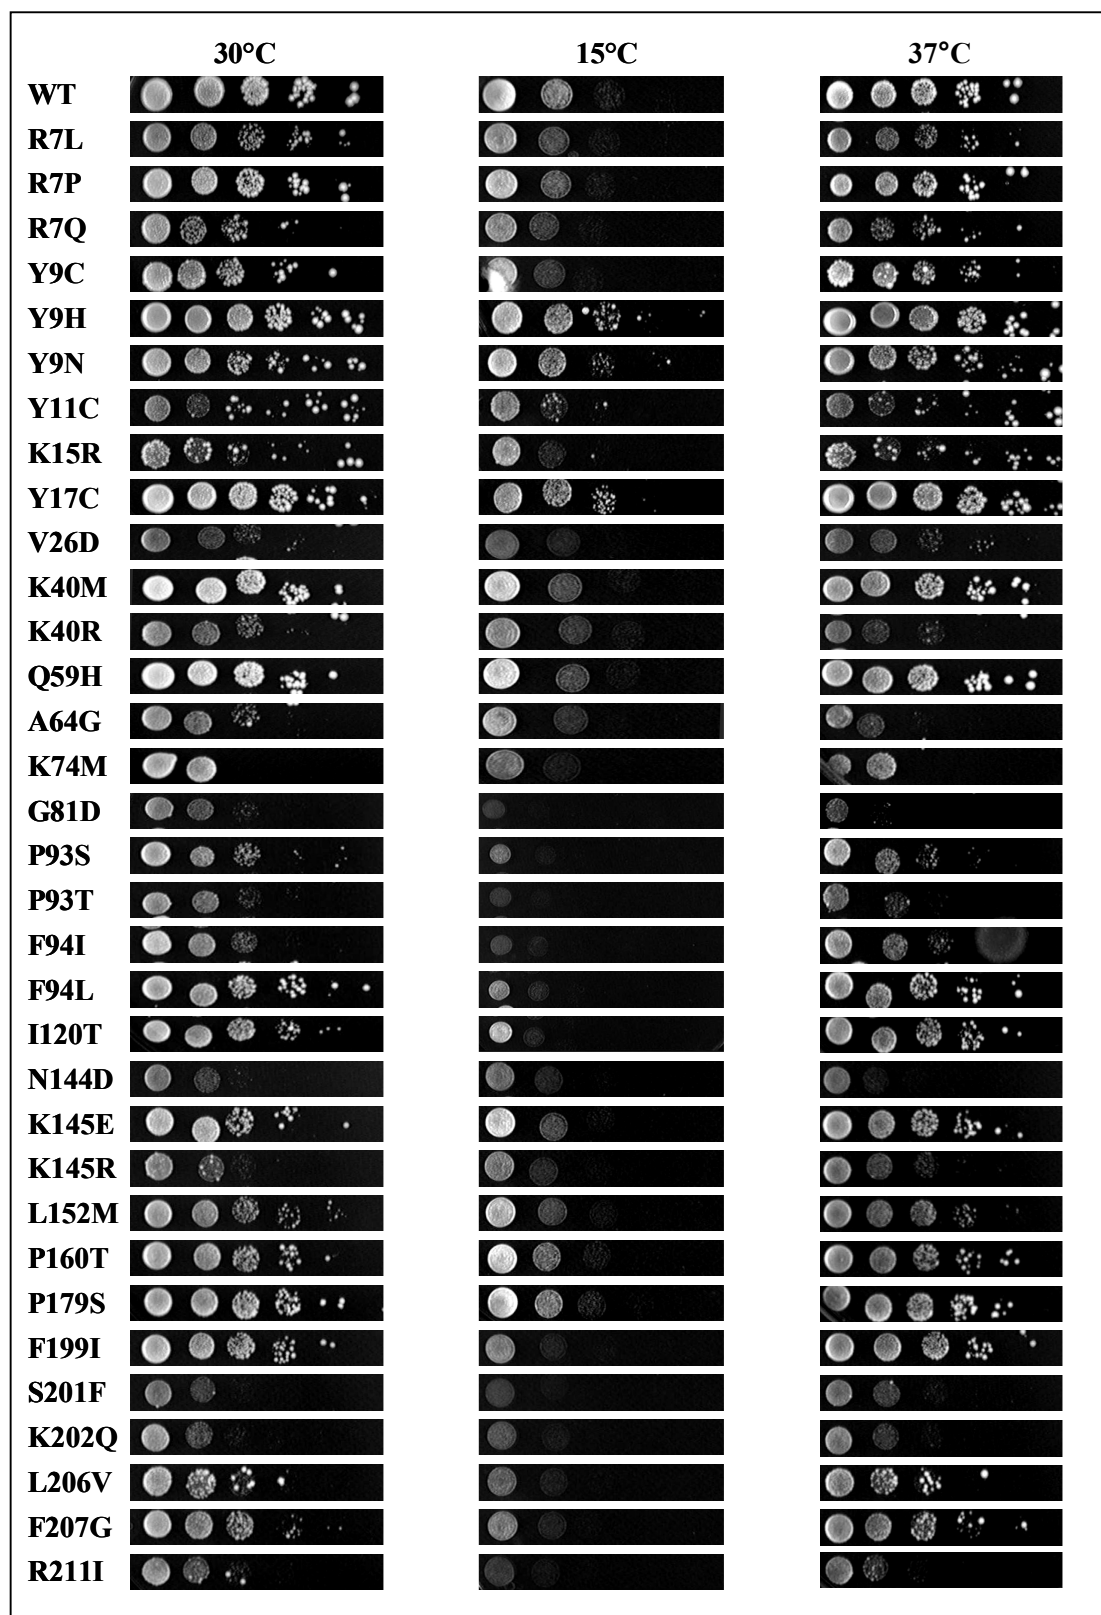 30°C 15°C 37°C
WT
R7L
R7P
R7Q
Y9C
Y9H
Y9N
Y11C
K15R
Y17C
V26D
K40M
K40R
Q59H
A64G
K74M
G81D
P93S
P93T
F94I
F94L
I120T
N144D
K145E
K145R
L152M
P160T
P179S
F199I
S201F
K202Q
L206V
F207G
R211I